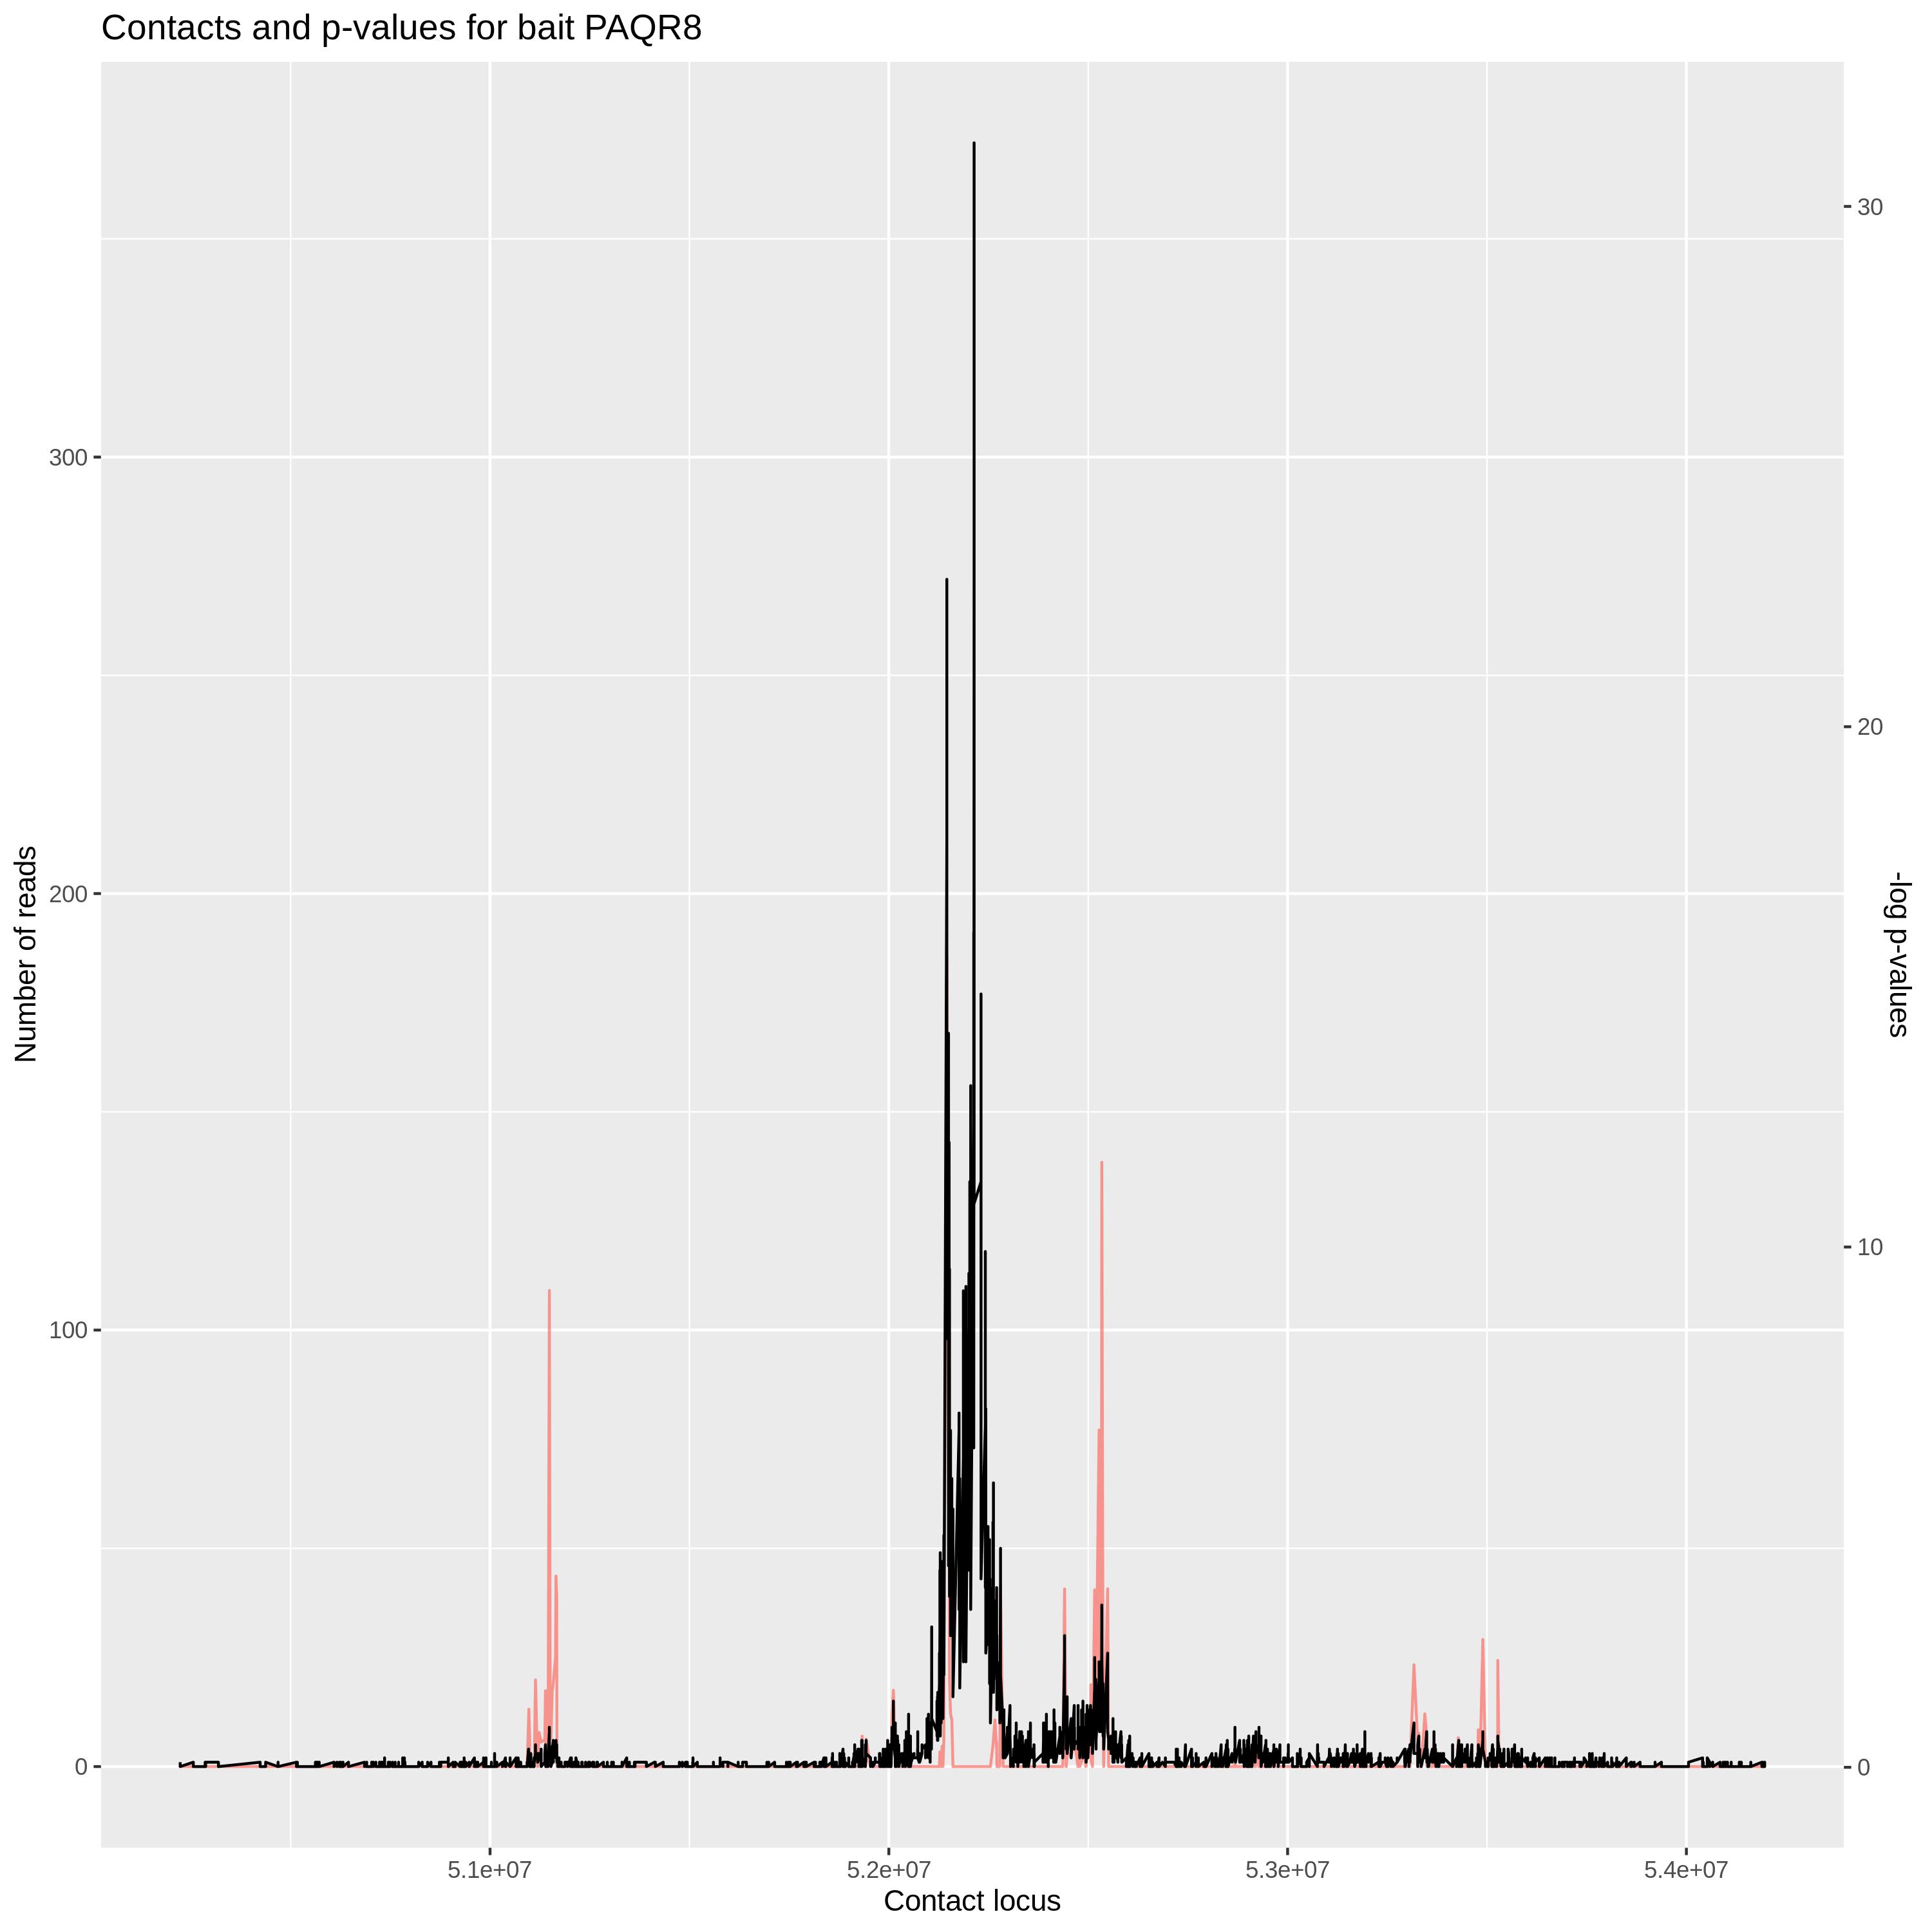 Contacts and p-values for bait PAQR8
300
200
100
0
Number of reads
30
20
10
0
-log p-values
5.1e+07
5.2e+07
5.3e+07
5.4e+07
Contact locus